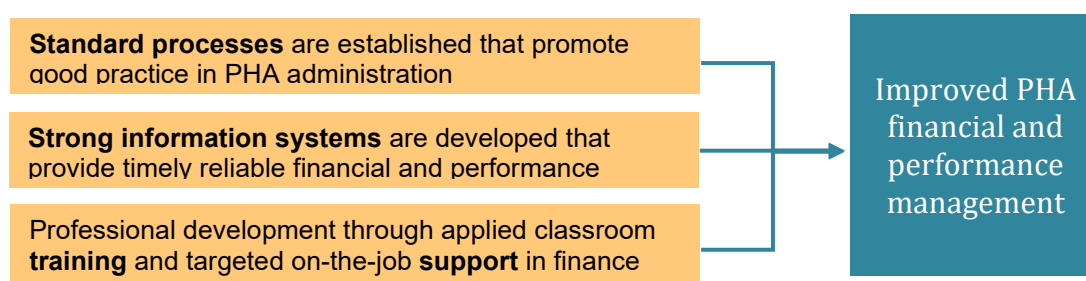 Standard processes are established that promote
good practice in PHA administration
Strong information systems are developed that
provide timely reliable financial and performance
Professional development through applied classroom
training and targeted on-the-job support in finance
Improved PHA
financial and
performance
management